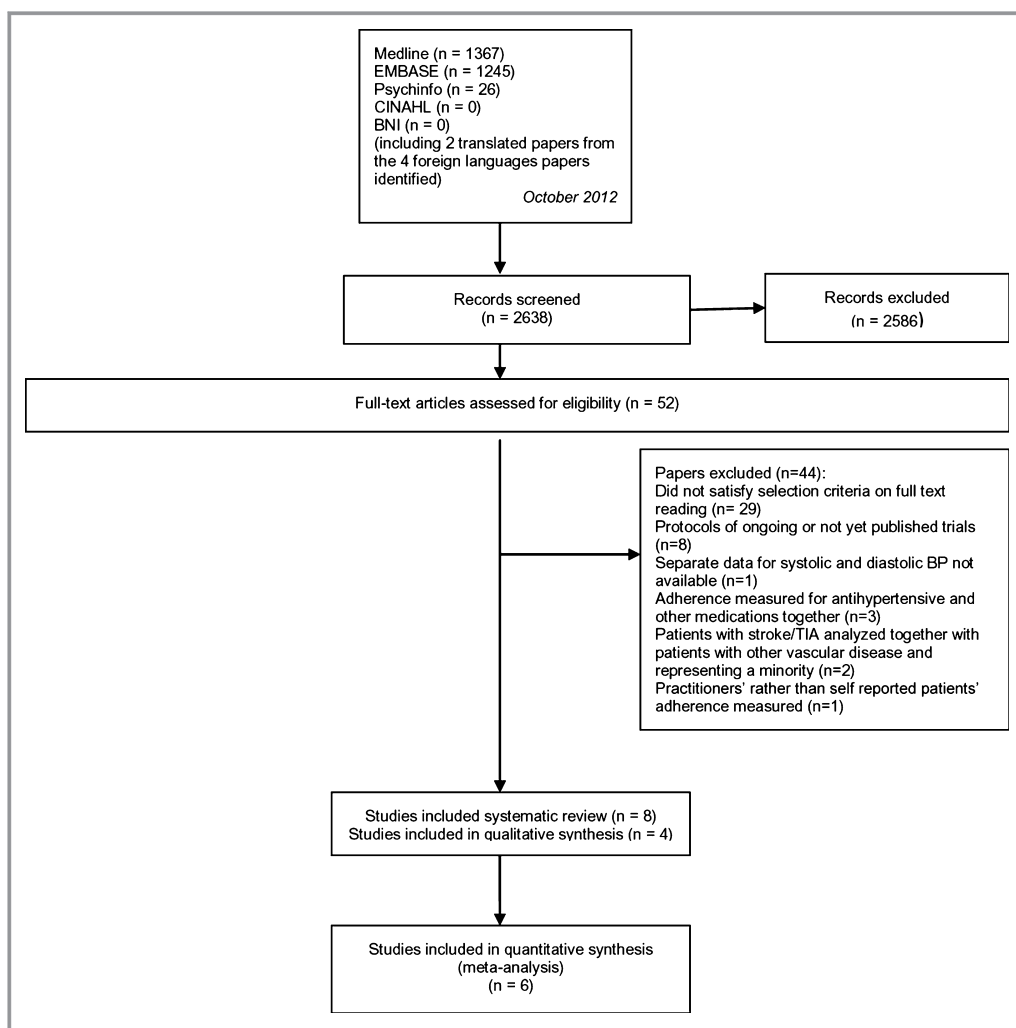 Medline (n = 1367)
EMBASE (n = 1245)
Psychinfo (n = 26)
CINAHL (n = 0)
BNI (n = 0)
(including 2 translated papers from
the 4 foreign languages papers
identified)
October 2012
Records screened
(n = 2638)
Records excluded
(n = 2586)
Full-text articles assessed for eligibility (n = 52)
Papers excluded (n=44):
Did not satisfy selection criteria on full text
reading (n= 29)
Protocols of ongoing or not yet published trials
(n=8)
Separate data for systolic and diastolic BP not
available (n=1)
Adherence measured for antihypertensive and
other medications together (n=3)
Patients with stroke/TIA analyzed together with
patients with other vascular disease and
representing a minority (n=2)
Practitioners’ rather than self reported patients’
adherence measured (n=1)
Studies included systematic review (n = 8)
Studies included in qualitative synthesis (n = 4)
Studies included in quantitative synthesis
(meta-analysis)
(n = 6)